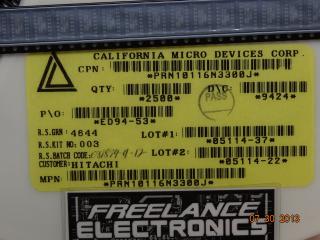 CALIFORNIA MICRO DEVICES CORP.
CPN:
*PRN10116N3300J*
QTY: D/C
*2500* PASS *9424*
P/O:
*ED94-53*
R.S.GRN: 4644 LOT#1:
*05114-37*
R.S.KIT NO: 003
R.S.BATCH CODE: LOT#2:
*05114-22*
CUSTOMER: HITACHI
MPN:
*PRN10116N3300J*
FREELANCE
ELECTRONICS
07-30-2013